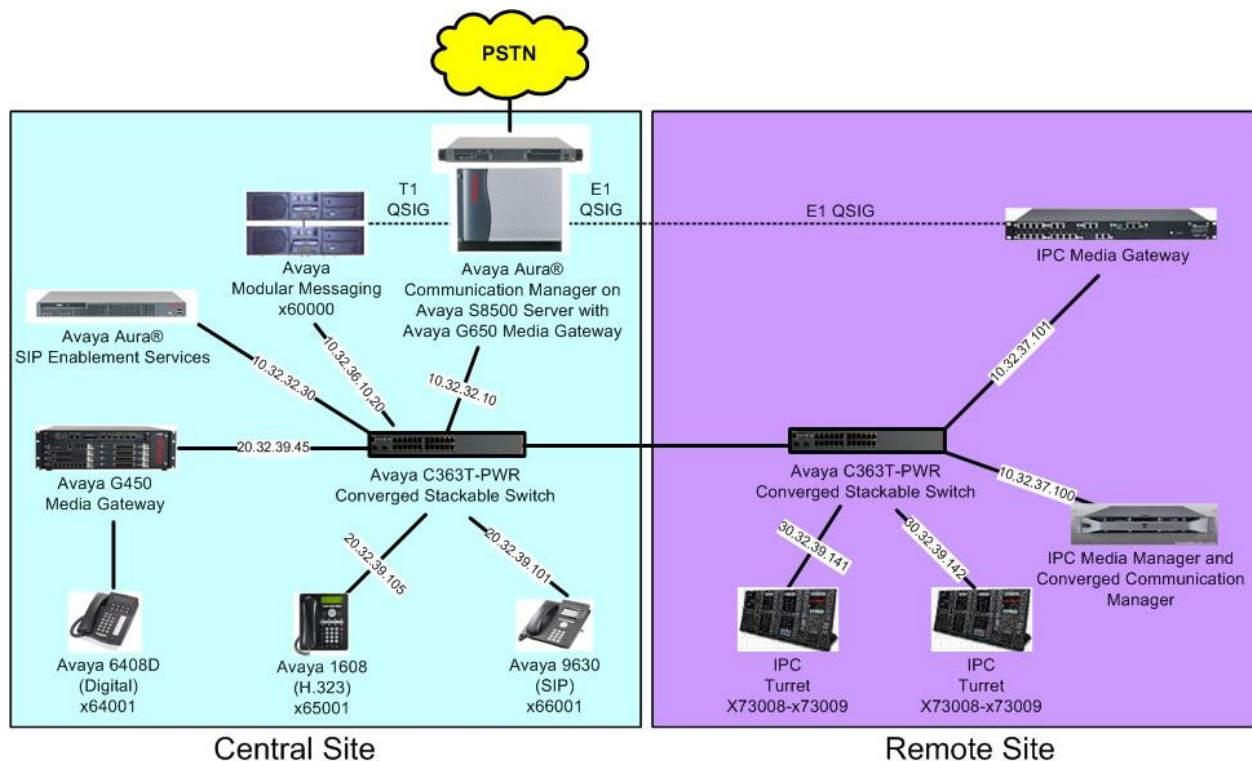 PSTN
T1
QSIG
E1
QSIG
E1 QSIG
Avaya
Modular Messaging
x60000
Avaya Aura®
Communication Manager on
Avaya S8500 Server with
Avaya G650 Media Gateway
IPC Media Gateway
Avaya Aura®
SIP Enablement Services
10.32.32.30
10.32.36.10,20
10.32.32.10
10.32.37.101
20.32.39.45
Avaya G450
Media Gateway
Avaya C363T-PWR
Converged Stackable Switch
Avaya C363T-PWR
Converged Stackable Switch
10.32.37.100
IPC Media Manager and
Converged Communication
Manager
20.32.39.105
20.32.39.101
30.32.39.141
30.32.39.142
Avaya 6408D
(Digital)
x64001
Avaya 1608
(H.323)
x65001
Avaya 9630
(SIP)
x66001
IPC
Turret
X73008-x73009
IPC
Turret
X73008-x73009
Central Site
Remote Site